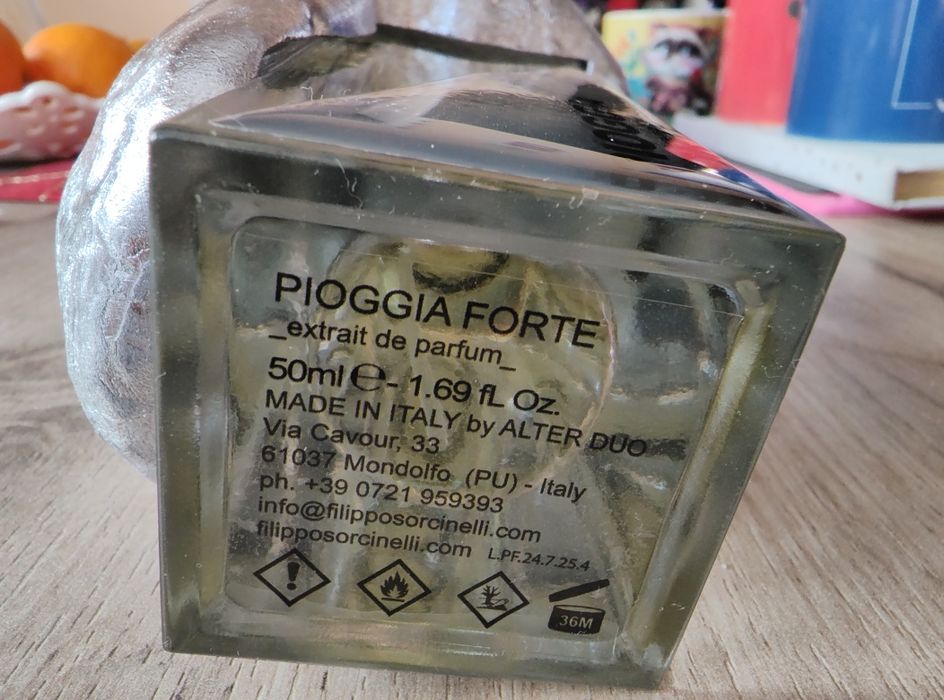 PIOGGIA FORTE
_extrait de parfum_
50ml ℮ - 1.69 fL Oz.
MADE IN ITALY by ALTER DUO
Via Cavour, 33
61037 Mondolfo (PU) - Italy
ph. +39 0721 959393
info@filipposorcinelli.com
filipposorcinelli.com L.PF.24.7.25.4
36M